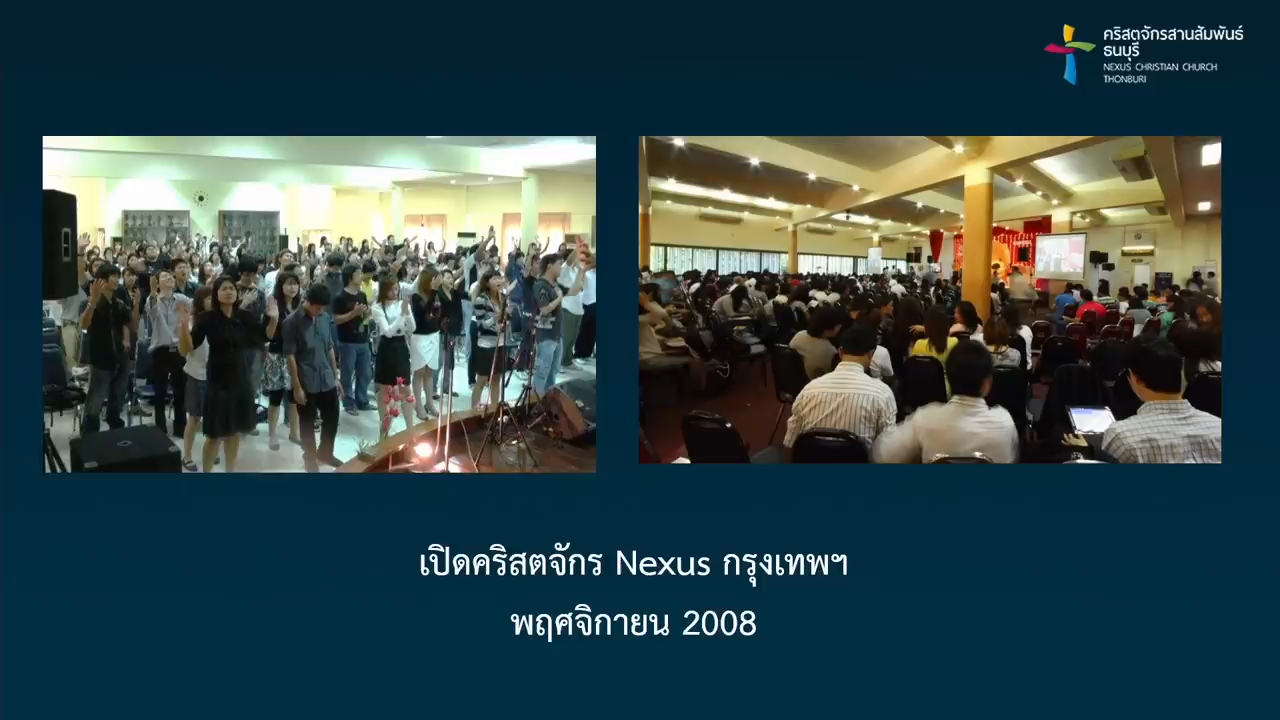 คริสตจักรสานสัมพันธ์
ธนบุรี
NEXUS CHRISTIAN CHURCH
THONBURI
เปิดคริสตจักร Nexus กรุงเทพฯ
พฤศจิกายน 2008